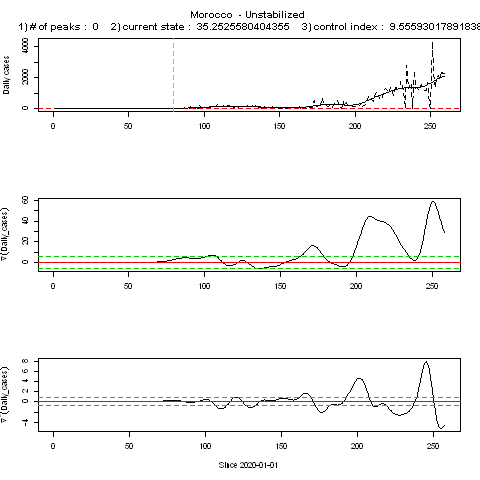 Morocco - Unstabilized
1) # of peaks : 0 2) current state : 35.2525580404355 3) control index : 9.55593017891838
Daily cases
0 2000 4000
0 50 100 150 200 250
∇(Daily_cases)
0 20 40 60
0 50 100 150 200 250
∇²(Daily_cases)
-4 0 2 4 6 8
0 50 100 150 200 250
Since 2020-01-01